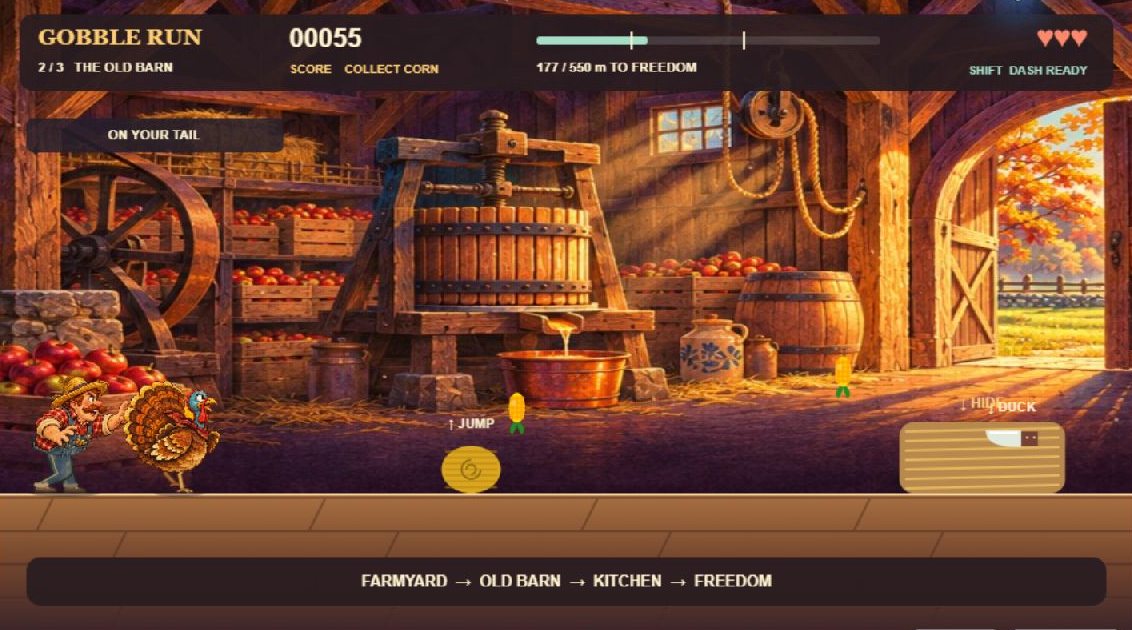 GOBBLE RUN
2 / 3 THE OLD BARN
00055
SCORE COLLECT CORN
177 / 550 m TO FREEDOM
♥♥♥
SHIFT DASH READY
ON YOUR TAIL
↓ HIDE
↓ DUCK
↑ JUMP
FARMYARD → OLD BARN → KITCHEN → FREEDOM